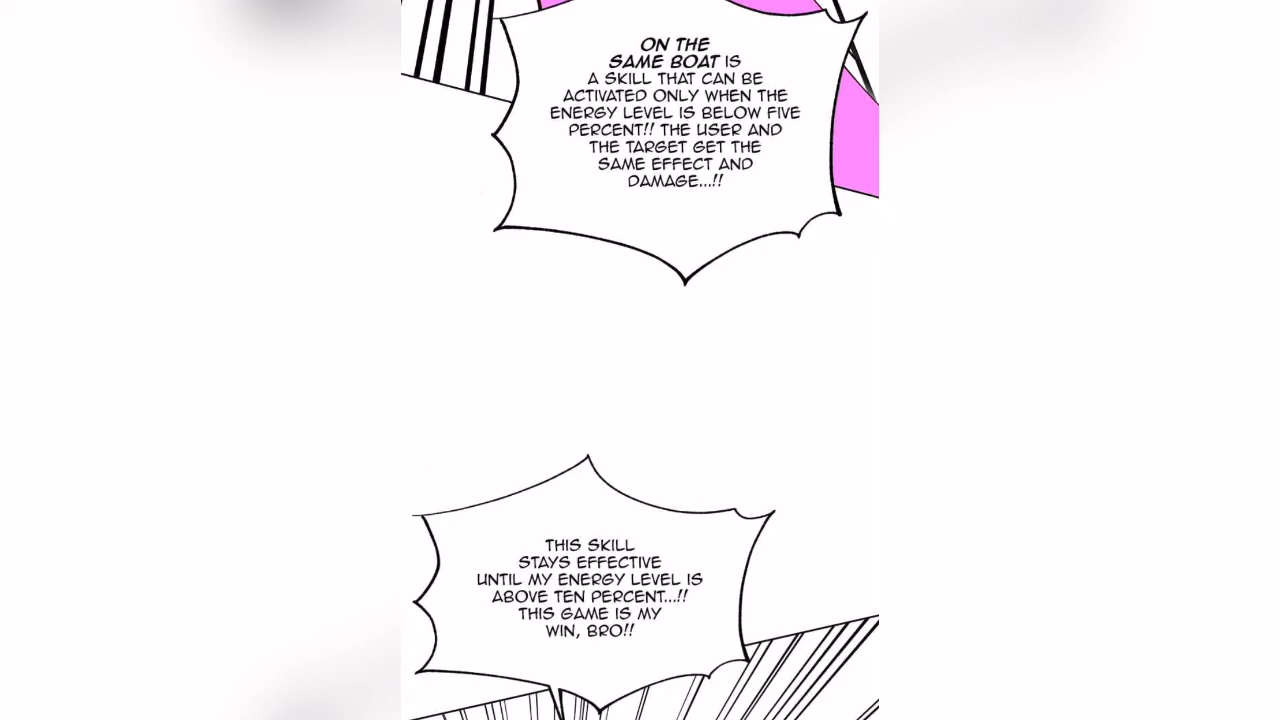 ON THE
SAME BOAT IS
A SKILL THAT CAN BE
ACTIVATED ONLY WHEN THE
ENERGY LEVEL IS BELOW FIVE
PERCENT!! THE USER AND
THE TARGET GET THE
SAME EFFECT AND
DAMAGE...!!
THIS SKILL
STAYS EFFECTIVE
UNTIL MY ENERGY LEVEL IS
ABOVE TEN PERCENT...!!
THIS GAME IS MY
WIN, BRO!!